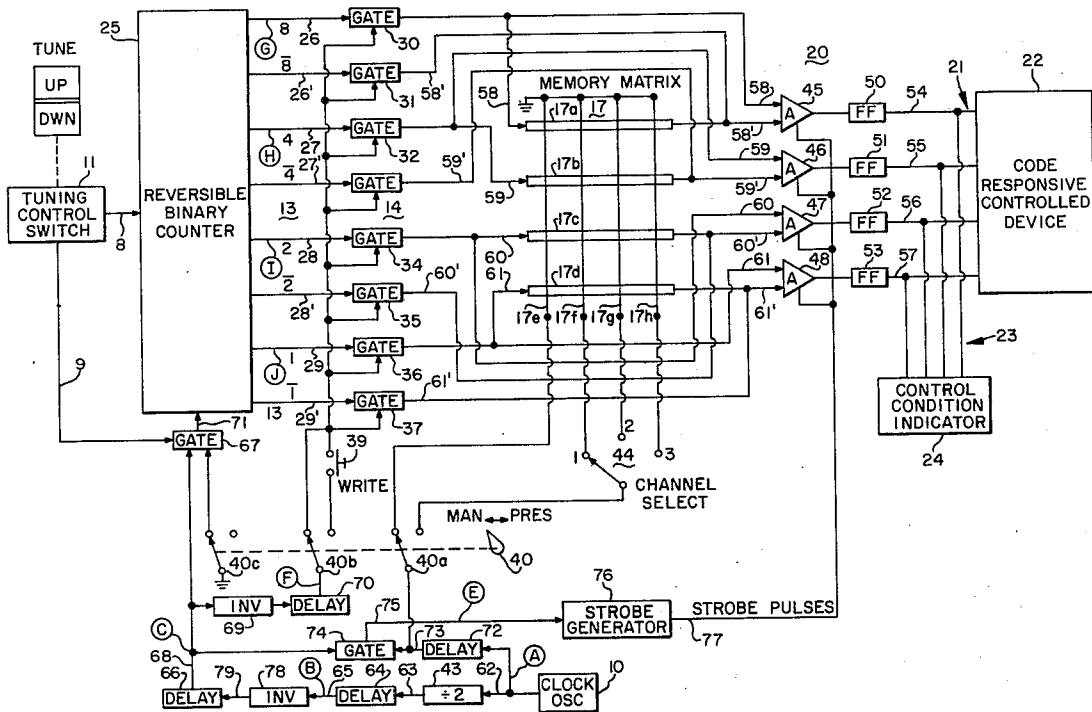 TUNE
UP
DWN
11
TUNING CONTROL SWITCH
8
9
25
REVERSIBLE BINARY COUNTER
71
GATE
67
G 8 26 GATE 30
8̅ 26' GATE 31
H 4 27 GATE 32
4̅ 27' GATE
13 14
I 2 28 GATE 34
2̅ 28' GATE 35
J 1 29 GATE 36
1̅ 13 29' GATE 37
58' 58
59' 59
60' 60
61' 61
MEMORY MATRIX
17
17a
17b
17c
17d
17e 17f 17g 17h
20
58 58' A 45
59 59' A 46
60 60' A 47
61 61' A 48
50 FF 54
51 FF 55
52 FF 56
53 FF 57
21
22
CODE RESPONSIVE CONTROLLED DEVICE
23
CONTROL CONDITION INDICATOR
24
39
WRITE
1 2 44 3
CHANNEL SELECT
MAN PRES
40
40c 40b 40a
F 70
INV 69 DELAY
C
68
66 DELAY
79
INV 78
B 65
DELAY 64
63
43 ÷2
62
A
CLOCK OSC
10
74 GATE
75
73
DELAY 72
E
76
STROBE GENERATOR
STROBE PULSES
77